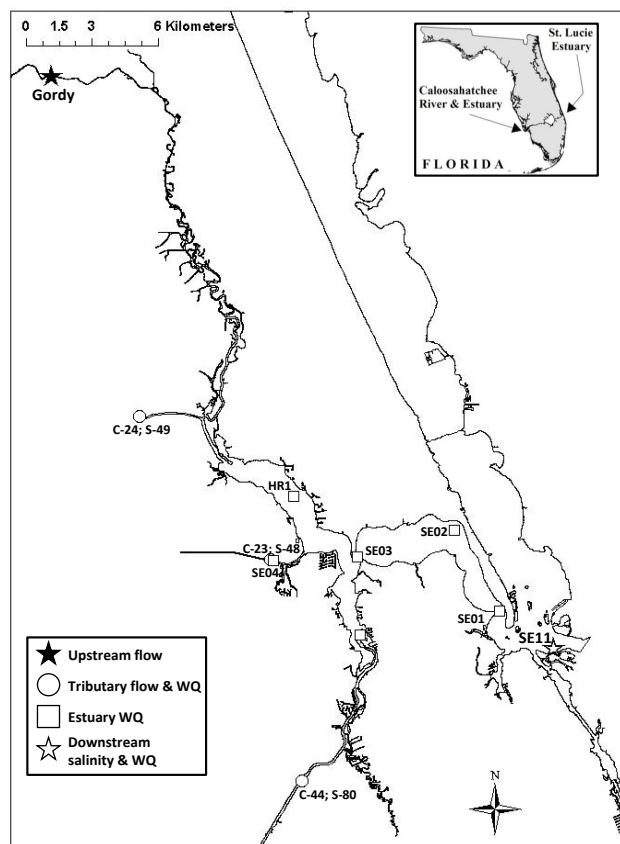 0 1.5 6 Kilometers
Gordy
St. Lucie
Estuary
Caloosahatchee
River & Estuary
FLORIDA
C-24; S-49
HR1
C-23; S-48
SE04
SE03
SE02
SE01
SE11
C-44; S-80
Upstream flow
Tributary flow & WQ
Estuary WQ
Downstream
salinity & WQ
N